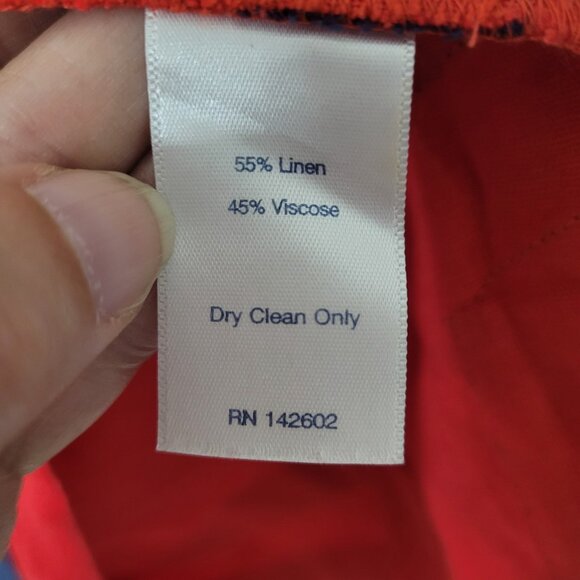 55% Linen
45% Viscose
Dry Clean Only
RN 142602